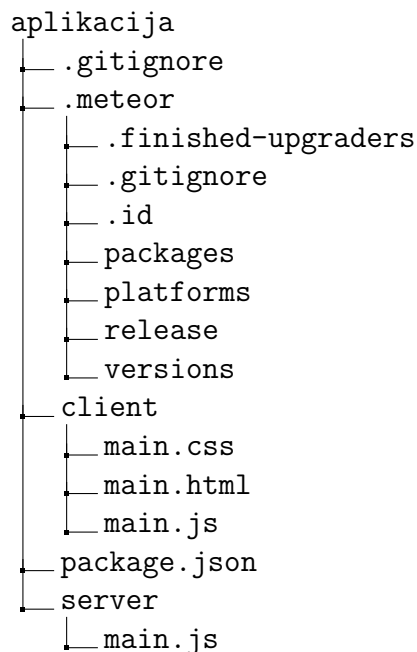 aplikacija
.gitignore
.meteor
.finished-upgraders
.gitignore
.id
packages
platforms
release
versions
client
main.css
main.html
main.js
package.json
server
main.js